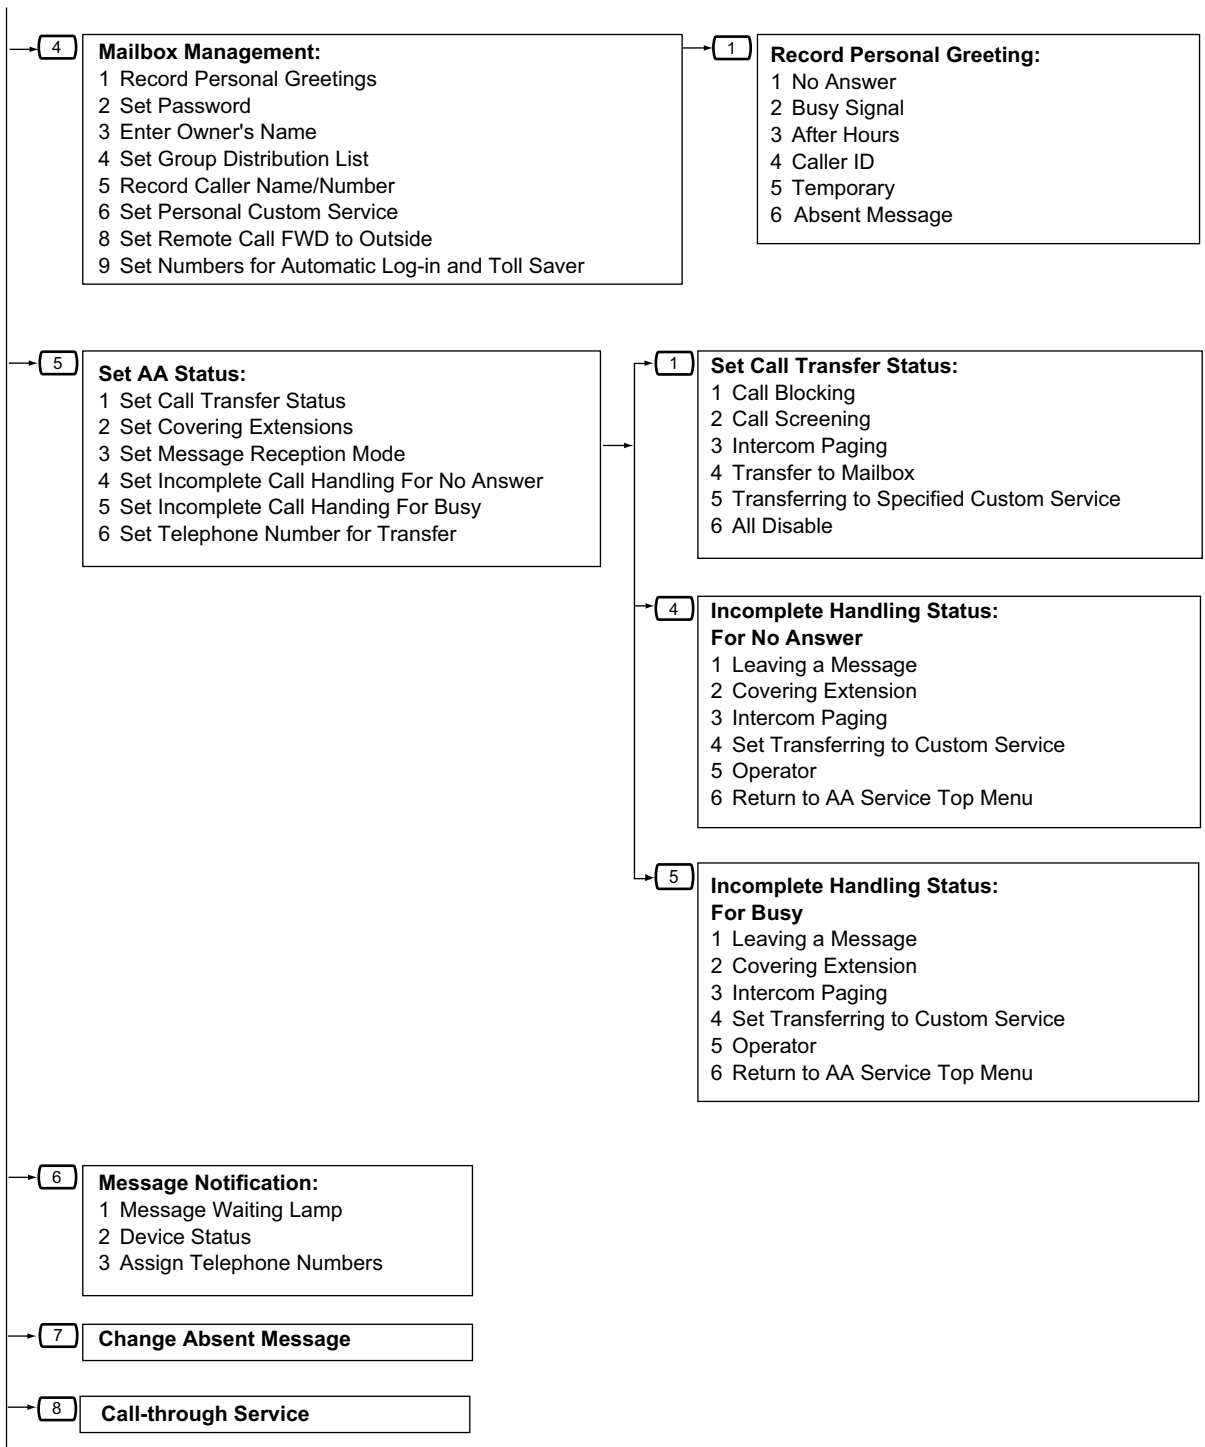 4
Mailbox Management:
1 Record Personal Greetings
2 Set Password
3 Enter Owner's Name
4 Set Group Distribution List
5 Record Caller Name/Number
6 Set Personal Custom Service
8 Set Remote Call FWD to Outside
9 Set Numbers for Automatic Log-in and Toll Saver
1
Record Personal Greeting:
1 No Answer
2 Busy Signal
3 After Hours
4 Caller ID
5 Temporary
6 Absent Message
5
Set AA Status:
1 Set Call Transfer Status
2 Set Covering Extensions
3 Set Message Reception Mode
4 Set Incomplete Call Handling For No Answer
5 Set Incomplete Call Handing For Busy
6 Set Telephone Number for Transfer
1
Set Call Transfer Status:
1 Call Blocking
2 Call Screening
3 Intercom Paging
4 Transfer to Mailbox
5 Transferring to Specified Custom Service
6 All Disable
4
Incomplete Handling Status:
For No Answer
1 Leaving a Message
2 Covering Extension
3 Intercom Paging
4 Set Transferring to Custom Service
5 Operator
6 Return to AA Service Top Menu
5
Incomplete Handling Status:
For Busy
1 Leaving a Message
2 Covering Extension
3 Intercom Paging
4 Set Transferring to Custom Service
5 Operator
6 Return to AA Service Top Menu
6
Message Notification:
1 Message Waiting Lamp
2 Device Status
3 Assign Telephone Numbers
7
Change Absent Message
8
Call-through Service